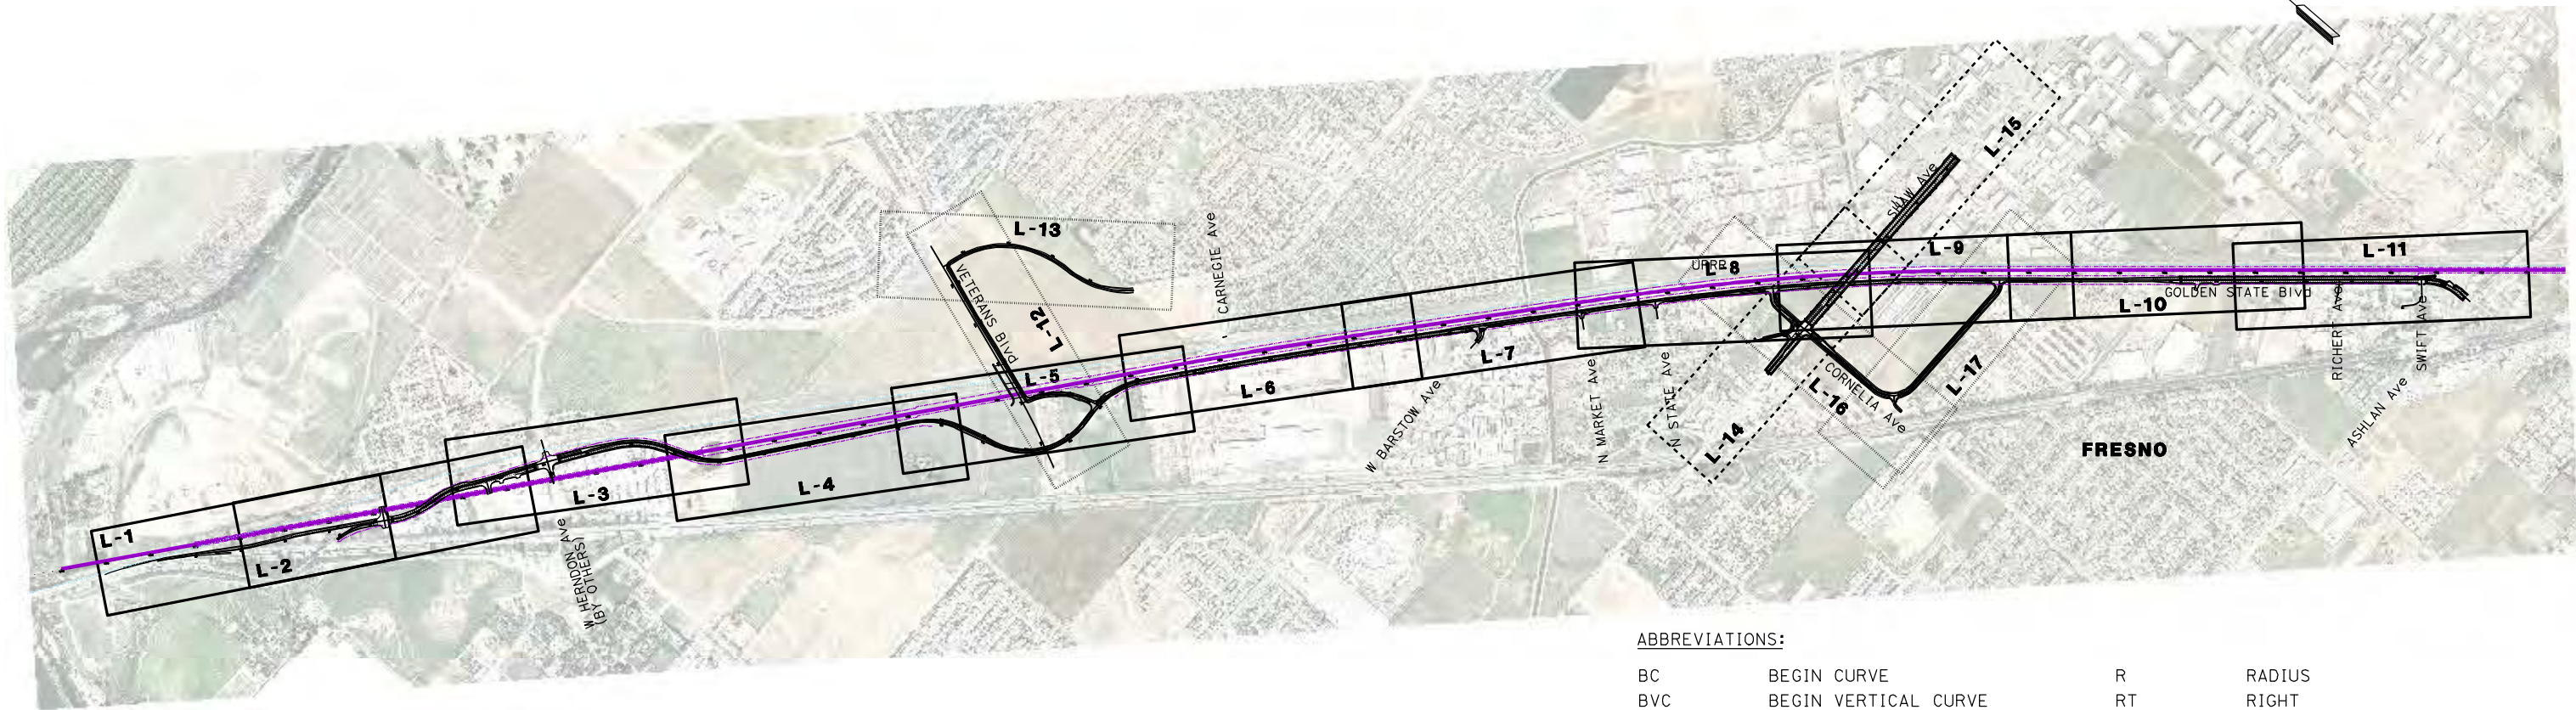 L-15
SHAW Ave
L-13
CARNEGIE Ave
VETERANS Blvd
L-12
L-9
L-11
UPRR
L-8
GOLDEN STATE Blvd
L-10
RICHERT Ave
SWIFT Ave
L-5
L-7
L-6
L-17
CORNELIA Ave
L-16
W BARSTOW Ave
N MARKET Ave
N STATE Ave
L-14
ASHLAN Ave
FRESNO
L-4
L-3
L-1
L-2
W HERNDON Ave
(BY OTHERS)
ABBREVIATIONS:
BC BEGIN CURVE R RADIUS
BVC BEGIN VERTICAL CURVE RT RIGHT